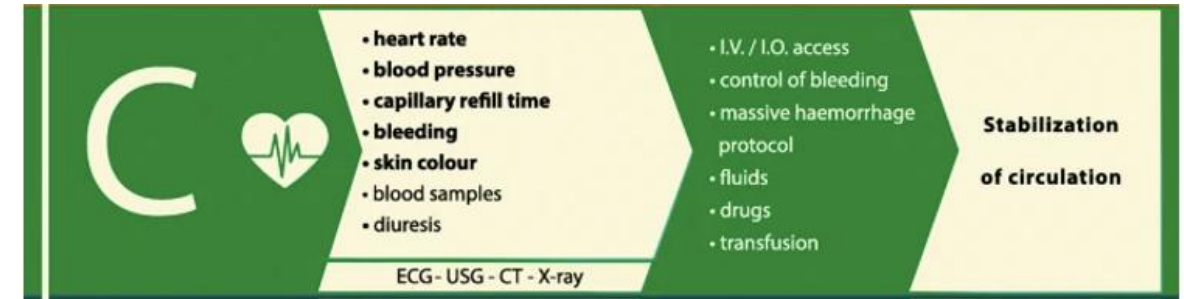 C
• heart rate
• blood pressure
• capillary refill time
• bleeding
• skin colour
• blood samples
• diuresis
ECG - USG - CT - X-ray
• I.V. / I.O. access
• control of bleeding
• massive haemorrhage
protocol
• fluids
• drugs
• transfusion
Stabilization
of circulation